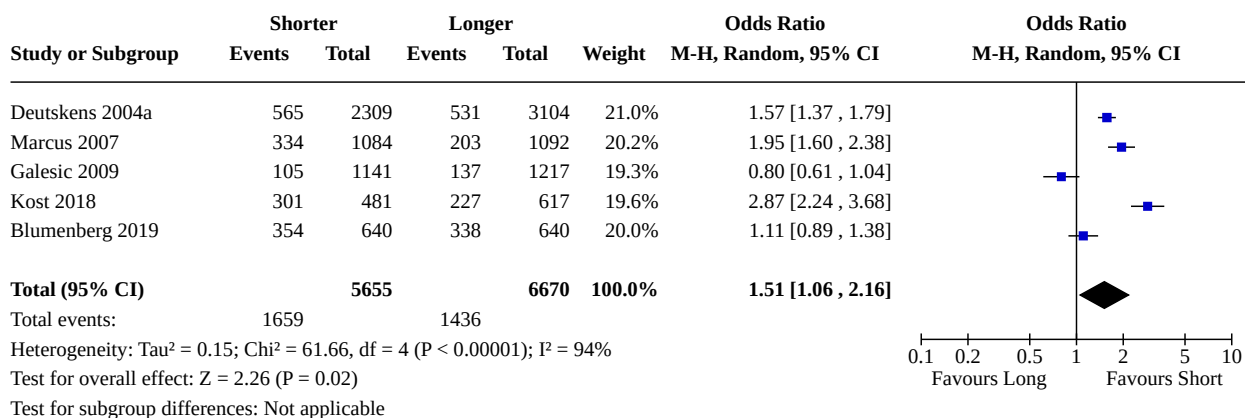 Shorter Longer Odds Ratio Odds Ratio
Study or Subgroup Events Total Events Total Weight M-H, Random, 95% CI M-H, Random, 95% CI
Deutskens 2004a 565 2309 531 3104 21.0% 1.57 [1.37 , 1.79]
Marcus 2007 334 1084 203 1092 20.2% 1.95 [1.60 , 2.38]
Galesic 2009 105 1141 137 1217 19.3% 0.80 [0.61 , 1.04]
Kost 2018 301 481 227 617 19.6% 2.87 [2.24 , 3.68]
Blumenberg 2019 354 640 338 640 20.0% 1.11 [0.89 , 1.38]
Total (95% CI) 5655 6670 100.0% 1.51 [1.06 , 2.16]
Total events: 1659 1436
Heterogeneity: Tau² = 0.15; Chi² = 61.66, df = 4 (P < 0.00001); I² = 94%
0.1 0.2 0.5 1 2 5 10
Test for overall effect: Z = 2.26 (P = 0.02) Favours Long Favours Short
Test for subgroup differences: Not applicable